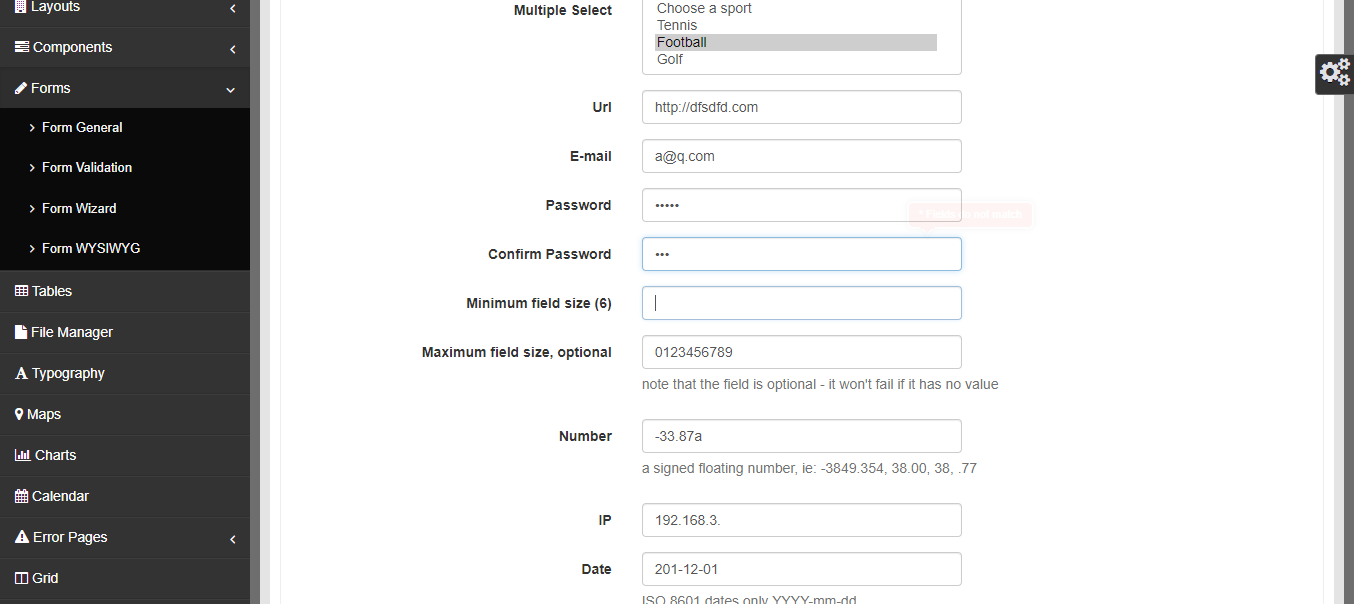 Layouts
Components
Forms
Form General
Form Validation
Form Wizard
Form WYSIWYG
Tables
File Manager
Typography
Maps
Charts
Calendar
Error Pages
Grid
Multiple Select
Choose a sport
Tennis
Football
Golf
Url
http://dfsdfd.com
E-mail
a@q.com
Password
•••••
* Fields do not match
Confirm Password
•••
Minimum field size (6)
Maximum field size, optional
0123456789
note that the field is optional - it won't fail if it has no value
Number
-33.87a
a signed floating number, ie: -3849.354, 38.00, 38, .77
IP
192.168.3.
Date
201-12-01
ISO 8601 dates only YYYY-mm-dd